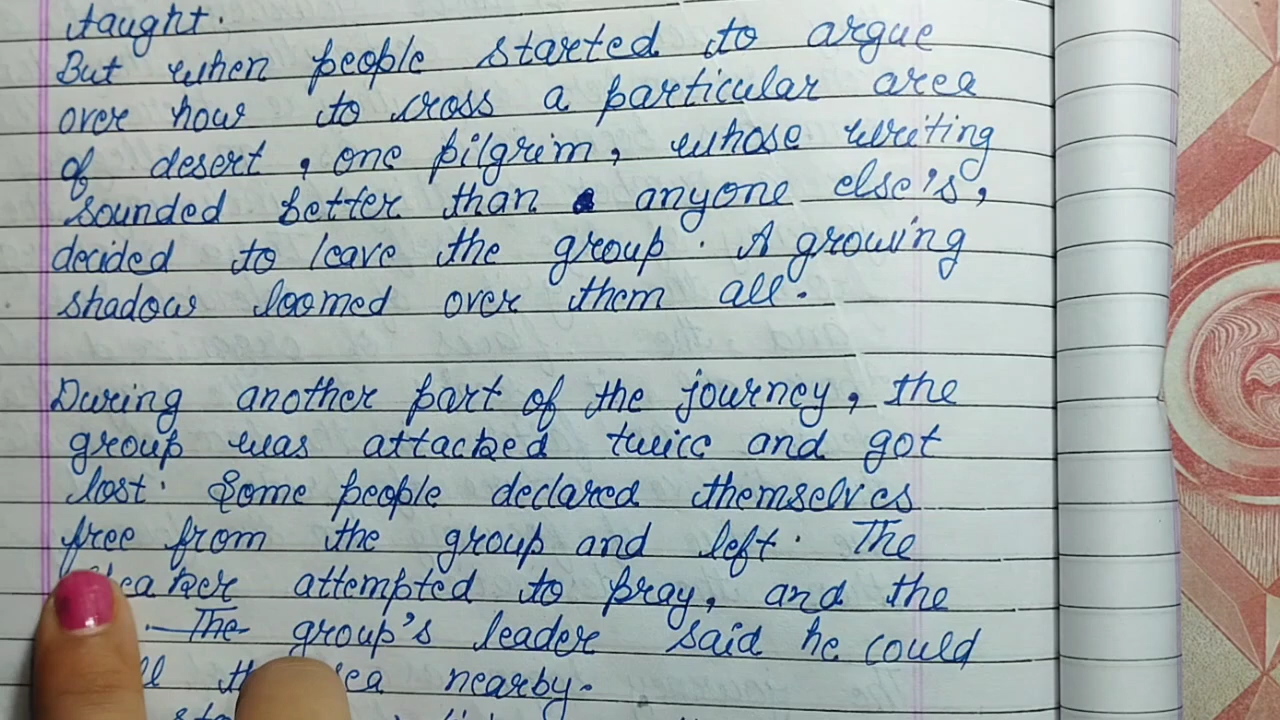 taught.
But when people started to argue
over how to cross a particular area
of desert, one pilgrim, whose writing
sounded better than anyone else's,
decided to leave the group. A growing
shadow loomed over them all.
During another part of the journey, the
group was attacked twice and got
lost. Some people declared themselves
free from the group and left. The
attempted to pray, and the
The group's leader said he could
nearby.